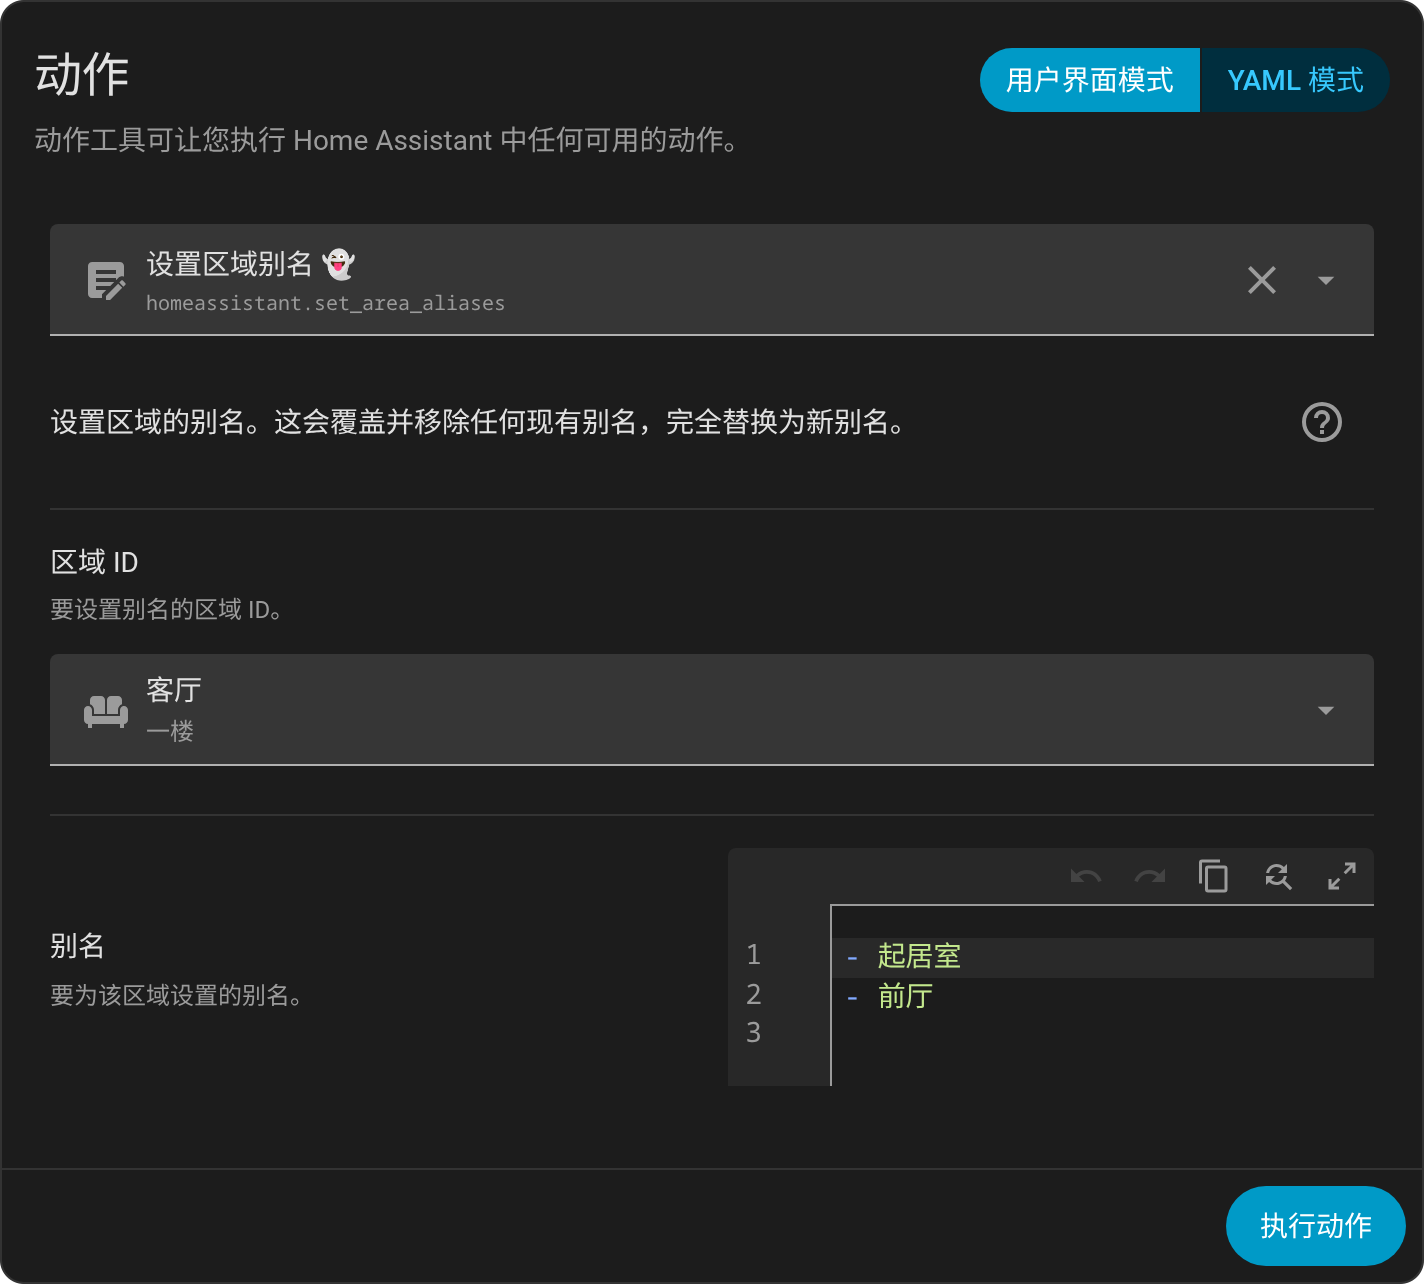 动作
用户界面模式
YAML 模式
动作工具可让您执行 Home Assistant 中任何可用的动作。
设置区域别名 👻
homeassistant.set_area_aliases
设置区域的别名。这会覆盖并移除任何现有别名，完全替换为新别名。
区域 ID
要设置别名的区域 ID。
客厅
一楼
别名
要为该区域设置的别名。
1 - 起居室
2 - 前厅
3
执行动作